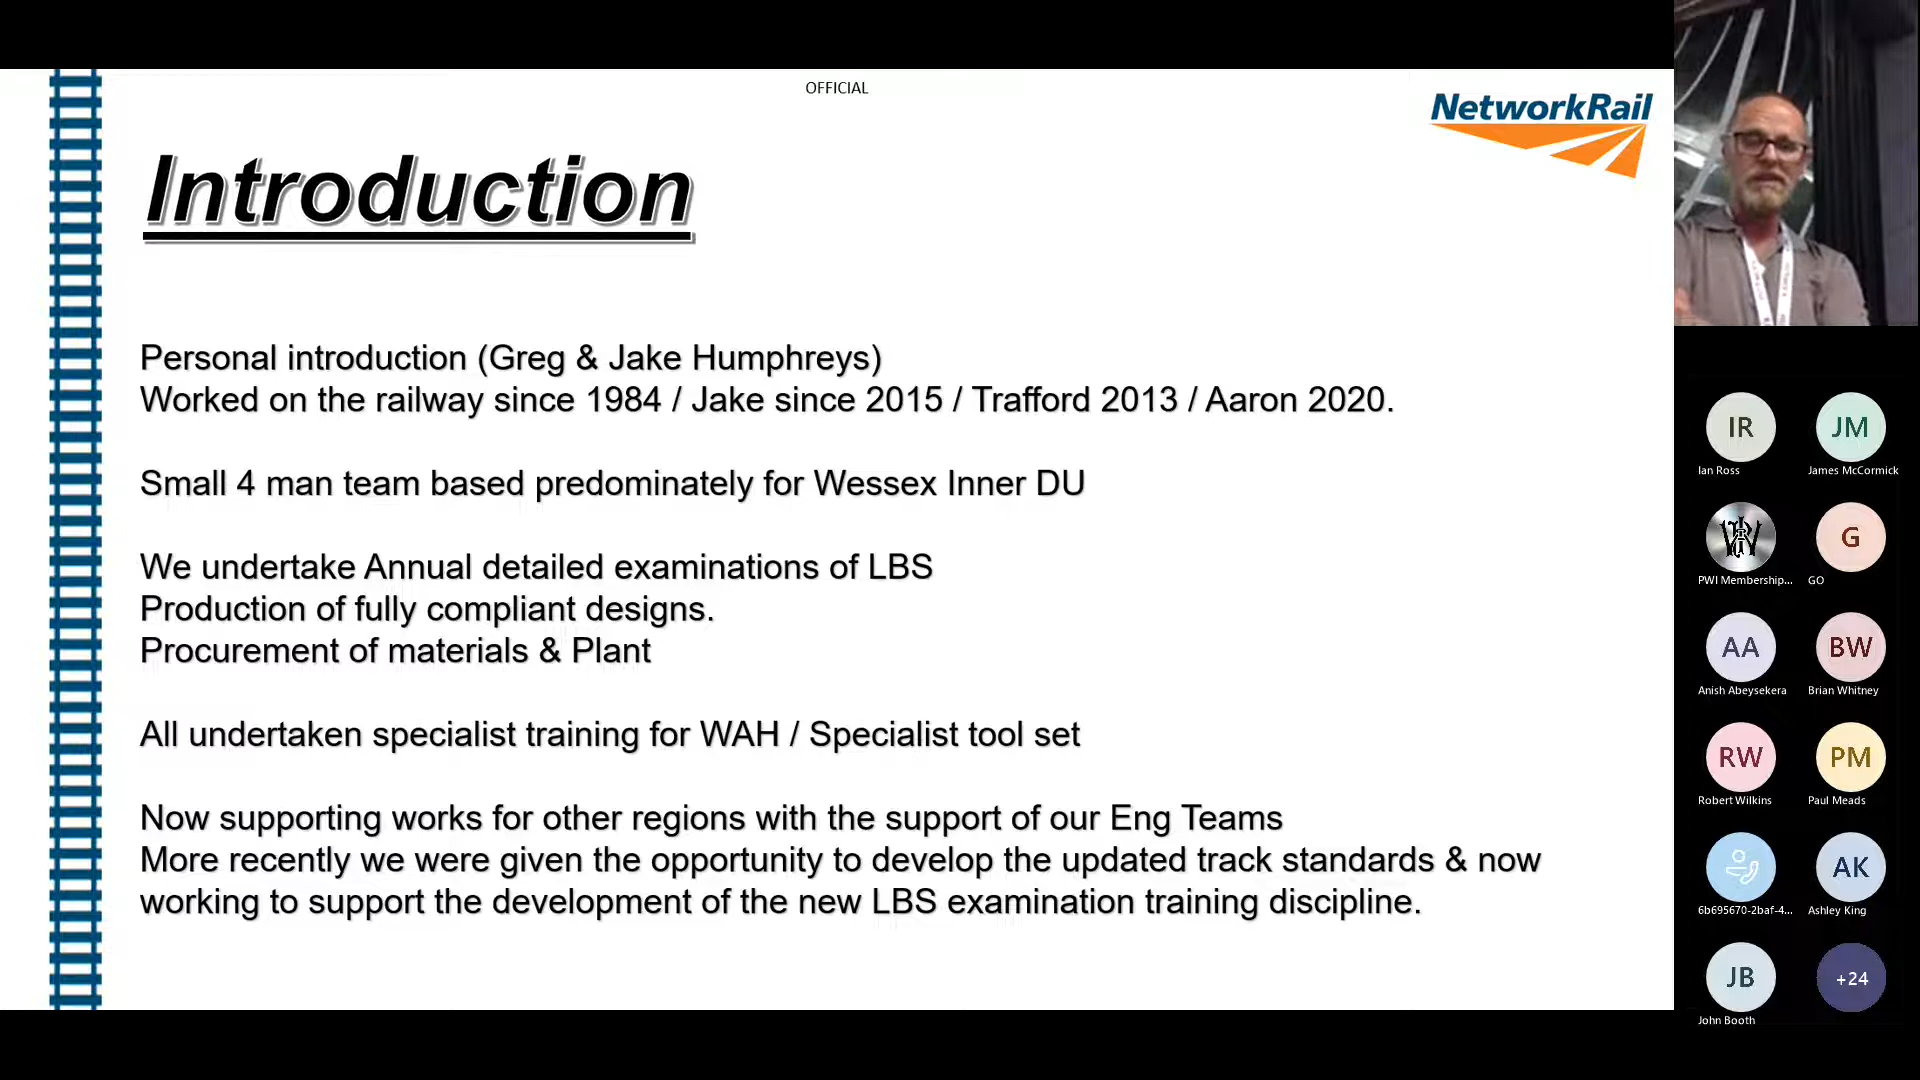 OFFICIAL
NetworkRail
Introduction
Personal introduction (Greg & Jake Humphreys)
Worked on the railway since 1984 / Jake since 2015 / Trafford 2013 / Aaron 2020.
Small 4 man team based predominately for Wessex Inner DU
We undertake Annual detailed examinations of LBS
Production of fully compliant designs.
Procurement of materials & Plant
All undertaken specialist training for WAH / Specialist tool set
Now supporting works for other regions with the support of our Eng Teams
More recently we were given the opportunity to develop the updated track standards & now
working to support the development of the new LBS examination training discipline.
IR
JM
Ian Ross
James McCormick
G
PWI Membership...
GO
AA
BW
Anish Abeysekera
Brian Whitney
RW
PM
Robert Wilkins
Paul Meads
AK
6b695670-2baf-4...
Ashley King
JB
+24
John Booth